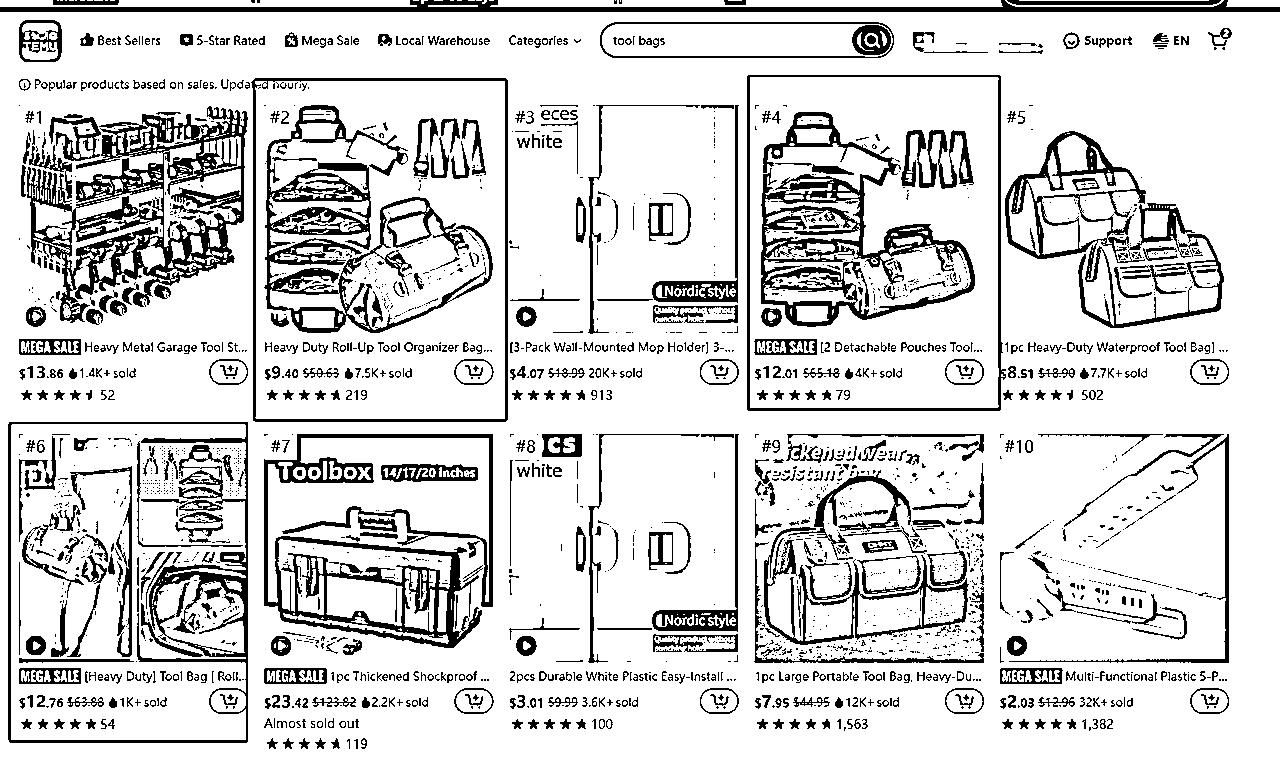 TEMU
Best Sellers
5-Star Rated
Mega Sale
Local Warehouse
Categories
tool bags
Support
EN
2
Popular products based on sales. Updated hourly.
#1
MEGA SALE Heavy Metal Garage Tool St...
$13.86 1.4K+ sold
52
#2
Heavy Duty Roll-Up Tool Organizer Bag...
$9.40 $50.63 7.5K+ sold
219
#3 eces
white
Nordic style
[3-Pack Wall-Mounted Mop Holder] 3-...
$4.07 $18.99 20K+ sold
913
#4
MEGA SALE [2 Detachable Pouches Tool...
$12.01 $65.18 4K+ sold
79
#5
[1pc Heavy-Duty Waterproof Tool Bag] ...
$8.51 $18.90 7.7K+ sold
502
#6
MEGA SALE [Heavy Duty] Tool Bag [ Roll...
$12.76 $63.88 1K+ sold
54
#7
Toolbox 14/17/20 inches
MEGA SALE 1pc Thickened Shockproof ...
$23.42 $123.82 2.2K+ sold
Almost sold out
119
#8 cs
white
Nordic style
2pcs Durable White Plastic Easy-Install ...
$3.01 $9.99 3.6K+ sold
100
#9 ickened Wear
resistant
1pc Large Portable Tool Bag, Heavy-Du...
$7.95 $44.95 12K+ sold
1,563
#10
MEGA SALE Multi-Functional Plastic 5-P...
$2.03 $12.96 32K+ sold
1,382